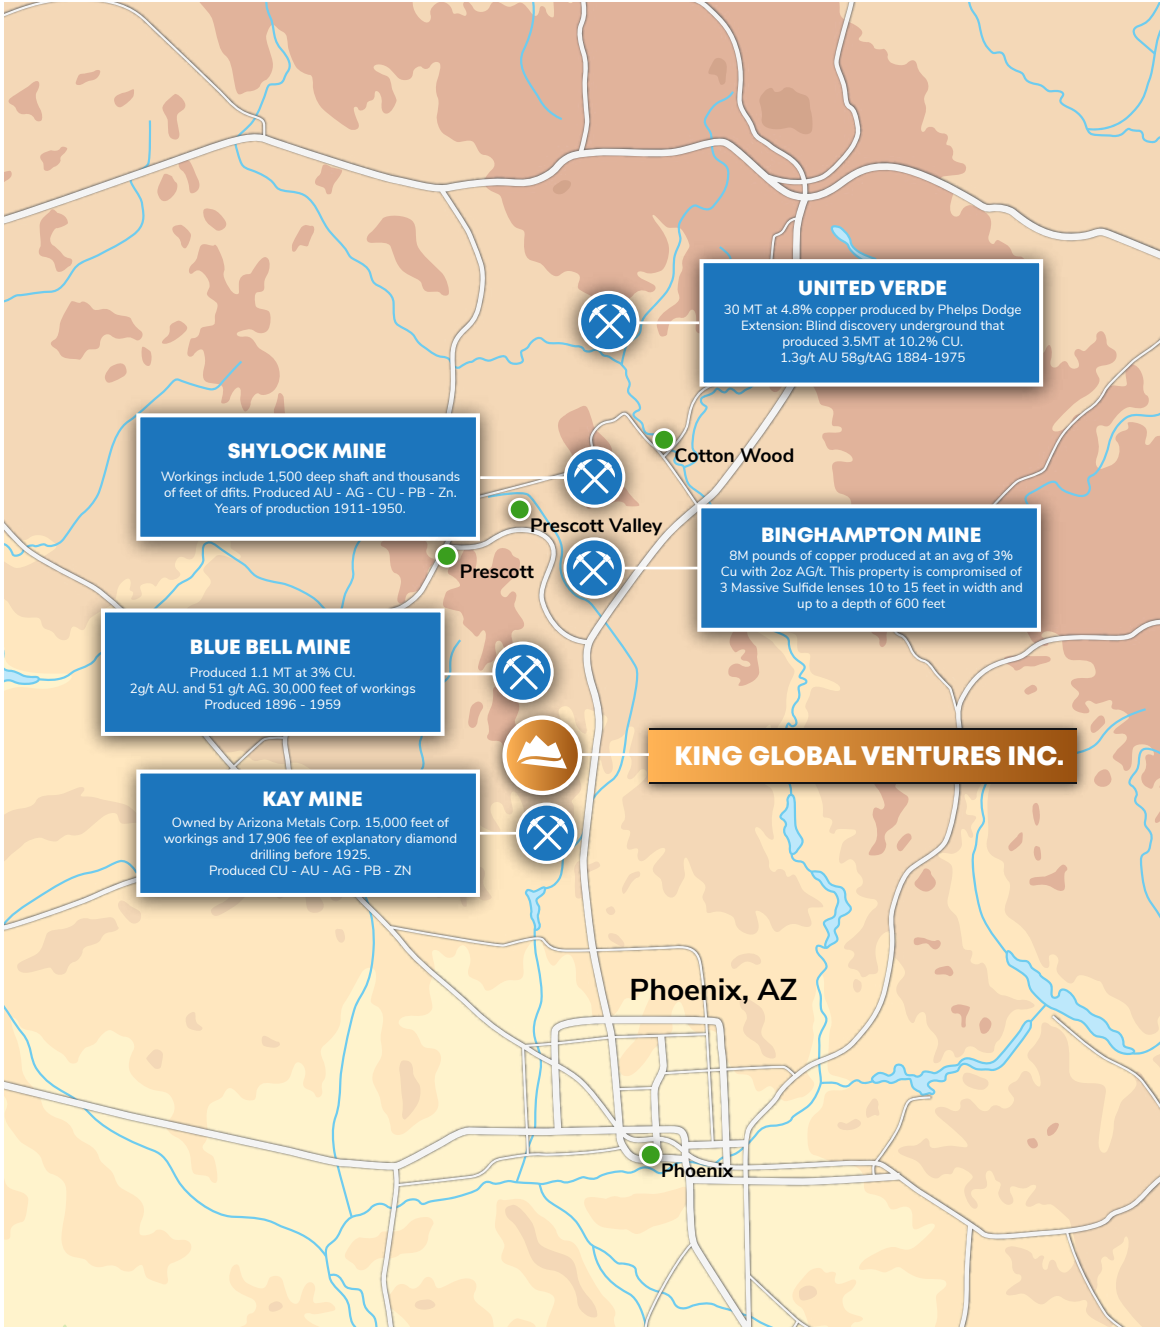 UNITED VERDE
30 MT at 4.8% copper produced by Phelps Dodge
Extension: Blind discovery underground that
produced 3.5MT at 10.2% CU.
1.3g/t AU 58g/tAG 1884-1975
SHYLOCK MINE
Workings include 1,500 deep shaft and thousands
of feet of dfits. Produced AU - AG - CU - PB - Zn.
Years of production 1911-1950.
Cotton Wood
Prescott Valley
Prescott
BINGHAMPTON MINE
8M pounds of copper produced at an avg of 3%
Cu with 2oz AG/t. This property is compromised of
3 Massive Sulfide lenses 10 to 15 feet in width and
up to a depth of 600 feet
BLUE BELL MINE
Produced 1.1 MT at 3% CU.
2g/t AU. and 51 g/t AG. 30,000 feet of workings
Produced 1896 - 1959
KING GLOBAL VENTURES INC.
KAY MINE
Owned by Arizona Metals Corp. 15,000 feet of
workings and 17,906 fee of explanatory diamond
drilling before 1925.
Produced CU - AU - AG - PB - ZN
Phoenix, AZ
Phoenix